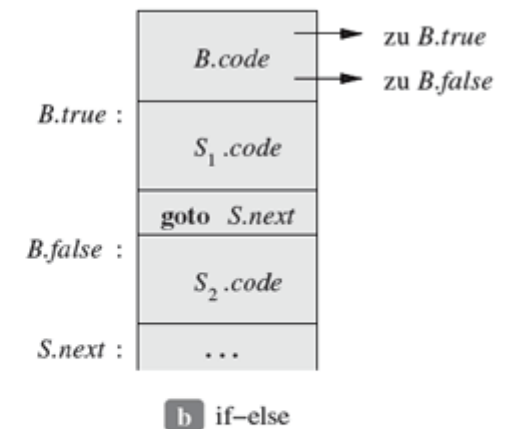 zu B.true
B.code
zu B.false
B.true :
S1 .code
goto S.next
B.false :
S2 .code
S.next :
...
b if-else